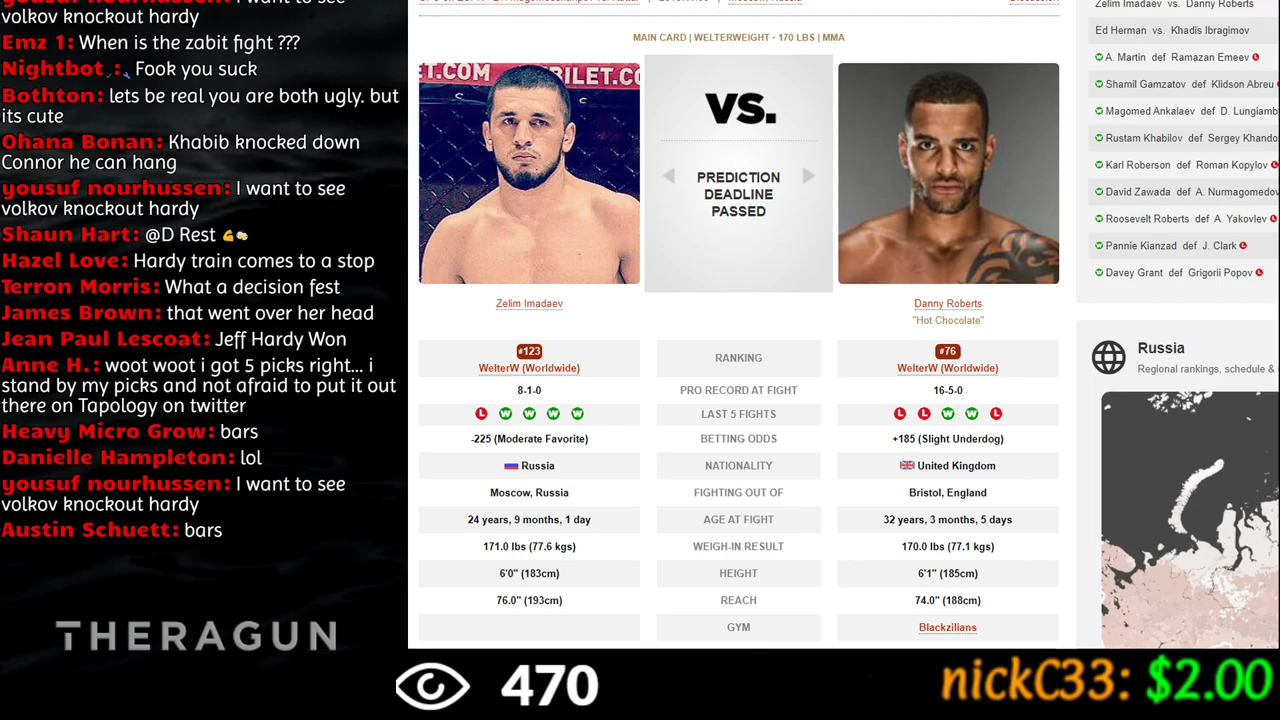 volkov knockout hardy
Emz 1: When is the zabit fight ???
Nightbot : Fook you suck
Bothton: lets be real you are both ugly. but
its cute
Ohana Bonan: Khabib knocked down
Connor he can hang
yousuf nourhussen: I want to see
volkov knockout hardy
Shaun Hart: @D Rest
Hazel Love: Hardy train comes to a stop
Terron Morris: What a decision fest
James Brown: that went over her head
Jean Paul Lescoat: Jeff Hardy Won
Anne H.: woot woot i got 5 picks right... i
stand by my picks and not afraid to put it out
there on Tapology on twitter
Heavy Micro Grow: bars
Danielle Hampleton: lol
yousuf nourhussen: I want to see
volkov knockout hardy
Austin Schuett: bars
THERAGUN
MAIN CARD | WELTERWEIGHT · 170 LBS | MMA
ET.COM
BILET.CO
VS.
PREDICTION
DEADLINE
PASSED
Zelim Imadaev
Danny Roberts
"Hot Chocolate"
#123
WelterW (Worldwide)
RANKING
#76
WelterW (Worldwide)
8-1-0 PRO RECORD AT FIGHT 16-5-0
L W W W W LAST 5 FIGHTS L L W W L
-225 (Moderate Favorite) BETTING ODDS +185 (Slight Underdog)
Russia NATIONALITY United Kingdom
Moscow, Russia FIGHTING OUT OF Bristol, England
24 years, 9 months, 1 day AGE AT FIGHT 32 years, 3 months, 5 days
171.0 lbs (77.6 kgs) WEIGH-IN RESULT 170.0 lbs (77.1 kgs)
6'0" (183cm) HEIGHT 6'1" (185cm)
76.0" (193cm) REACH 74.0" (188cm)
GYM Blackzilians
Zelim Imadaev vs. Danny Roberts
Ed Herman vs. Khadis Ibragimov
W A. Martin def Ramazan Emeev L
W Shamil Gamzatov def Klidson Abreu
W Magomed Ankalaev def D. Lungiamb
W Rustam Khabilov def S. Khando
W Karl Roberson def Roman Kopylov L
W David Zawada def A. Nurmagomedo
W Roosevelt Roberts def A. Yakovlev L
W Pannie Kianzad def J. Clark L
W Davey Grant def Grigorii Popov L
Russia
Regional rankings, schedule &
470
nickC33: $2.00